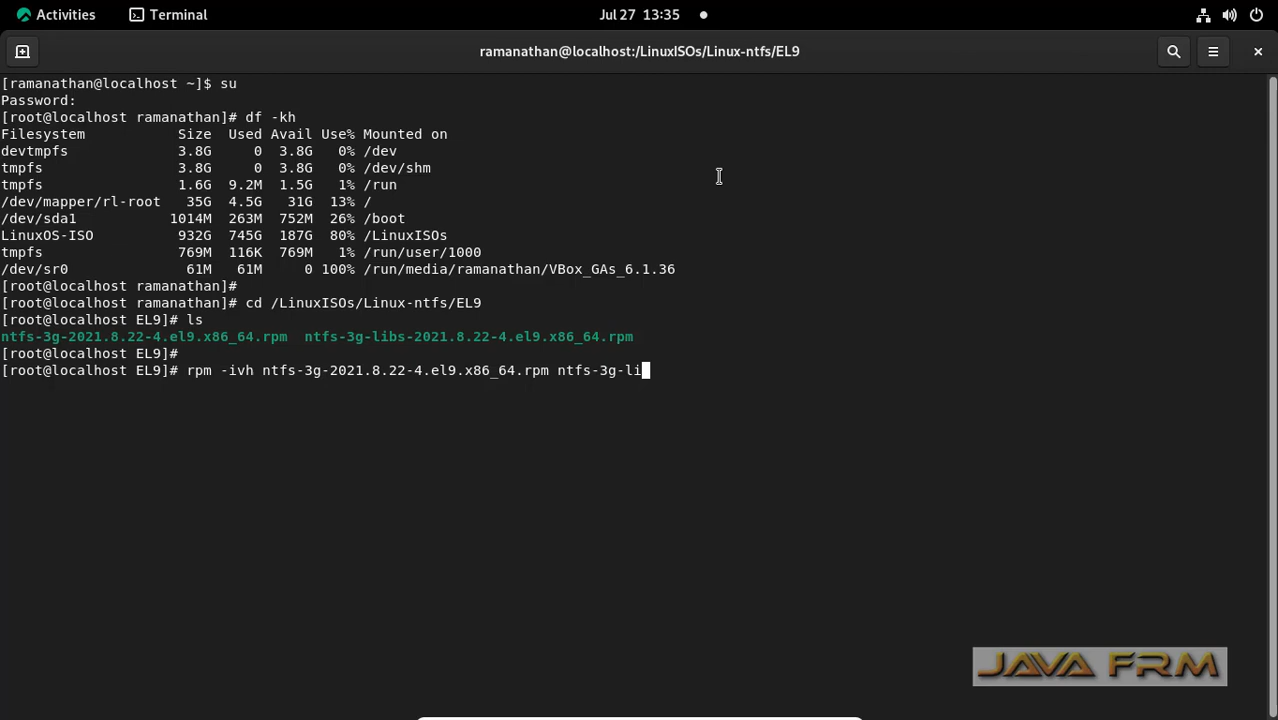 Activities Terminal Jul 27 13:35
ramanathan@localhost:/LinuxISOs/Linux-ntfs/EL9
[ramanathan@localhost ~]$ su
Password:
[root@localhost ramanathan]# df -kh
Filesystem Size Used Avail Use% Mounted on
devtmpfs 3.8G 0 3.8G 0% /dev
tmpfs 3.8G 0 3.8G 0% /dev/shm
tmpfs 1.6G 9.2M 1.5G 1% /run
/dev/mapper/rl-root 35G 4.5G 31G 13% /
/dev/sda1 1014M 263M 752M 26% /boot
LinuxOS-ISO 932G 745G 187G 80% /LinuxISOs
tmpfs 769M 116K 769M 1% /run/user/1000
/dev/sr0 61M 61M 0 100% /run/media/ramanathan/VBox_GAs_6.1.36
[root@localhost ramanathan]#
[root@localhost ramanathan]# cd /LinuxISOs/Linux-ntfs/EL9
[root@localhost EL9]# ls
ntfs-3g-2021.8.22-4.el9.x86_64.rpm ntfs-3g-libs-2021.8.22-4.el9.x86_64.rpm
[root@localhost EL9]#
[root@localhost EL9]# rpm -ivh ntfs-3g-2021.8.22-4.el9.x86_64.rpm ntfs-3g-li
JAVA FRM